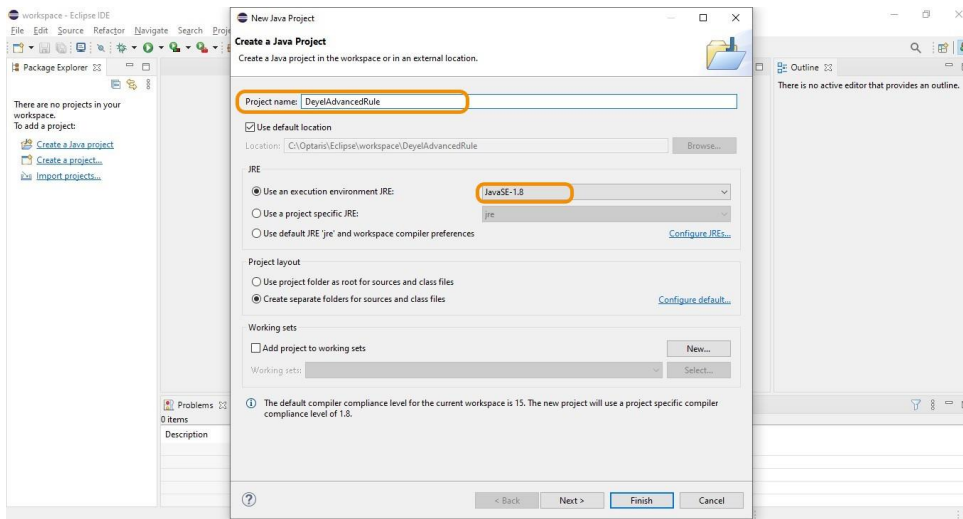 workspace - Eclipse IDE
File Edit Source Refactor Navigate Search Proje
Package Explorer
There are no projects in your
workspace.
To add a project:
Create a Java project
Create a project...
Import projects...
New Java Project
Create a Java Project
Create a Java project in the workspace or in an external location.
Project name: DeyelAdvancedRule
Use default location
Location: C:\Optaris\Eclipse\workspace\DeyelAdvancedRule Browse...
JRE
Use an execution environment JRE: JavaSE-1.8
Use a project specific JRE: jre
Use default JRE 'jre' and workspace compiler preferences Configure JREs...
Project layout
Use project folder as root for sources and class files
Create separate folders for sources and class files Configure default...
Working sets
Add project to working sets New...
Working sets: Select...
The default compiler compliance level for the current workspace is 15. The new project will use a project specific compiler
compliance level of 1.8.
? < Back Next > Finish Cancel
Outline
There is no active editor that provides an outline.
Problems
0 items
Description